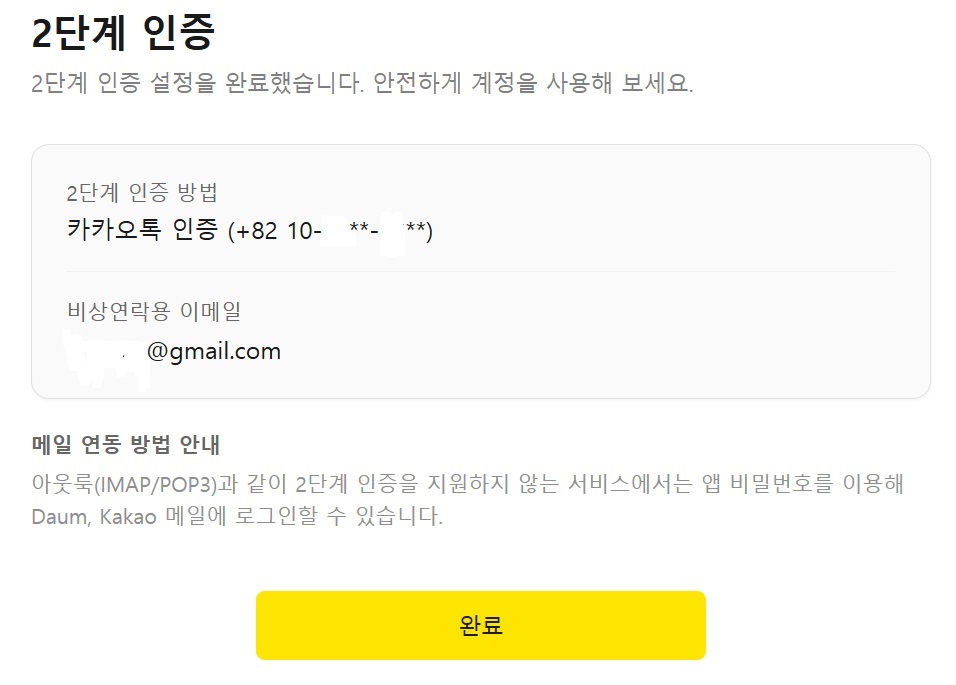 2단계 인증
2단계 인증 설정을 완료했습니다. 안전하게 계정을 사용해 보세요.
2단계 인증 방법
카카오톡 인증 (+82 10- **- **)
비상연락용 이메일
@gmail.com
메일 연동 방법 안내
아웃룩(IMAP/POP3)과 같이 2단계 인증을 지원하지 않는 서비스에서는 앱 비밀번호를 이용해
Daum, Kakao 메일에 로그인할 수 있습니다.
완료